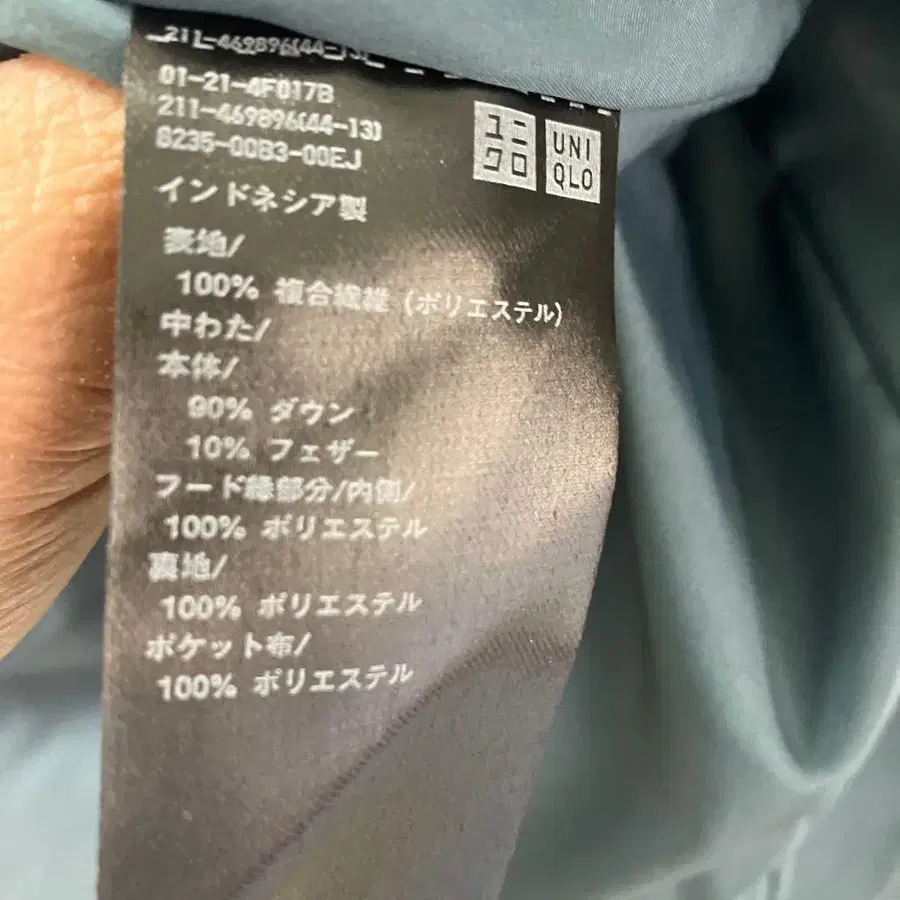 211-469896(44-13)
01-21-4F017B
211-469896(44-13)
8235-00B3-00EJ
ユニ
クロ
UNI
QLO
インドネシア製
表地/
100% 複合繊維 (ポリエステル)
中わた/
本体/
90% ダウン
10% フェザー
フード縁部分/内側/
100% ポリエステル
裏地/
100% ポリエステル
ポケット布/
100% ポリエステル